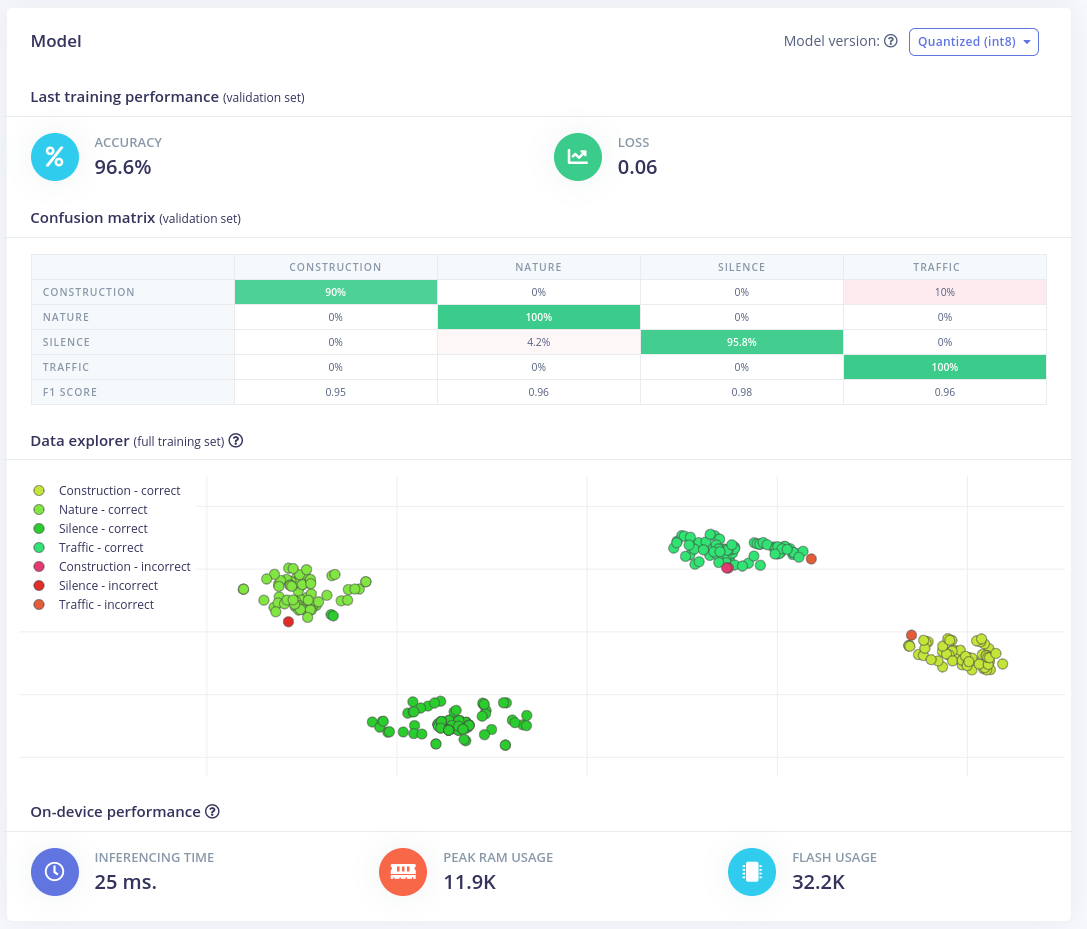 Model
Model version: Quantized (int8)
Last training performance (validation set)
ACCURACY
96.6%
LOSS
0.06
Confusion matrix (validation set)
CONSTRUCTION NATURE SILENCE TRAFFIC
CONSTRUCTION 90% 0% 0% 10%
NATURE 0% 100% 0% 0%
SILENCE 0% 4.2% 95.8% 0%
TRAFFIC 0% 0% 0% 100%
F1 SCORE 0.95 0.96 0.98 0.96
Data explorer (full training set) ?
Construction - correct
Nature - correct
Silence - correct
Traffic - correct
Construction - incorrect
Silence - incorrect
Traffic - incorrect
On-device performance ?
INFERENCING TIME
25 ms.
PEAK RAM USAGE
11.9K
FLASH USAGE
32.2K